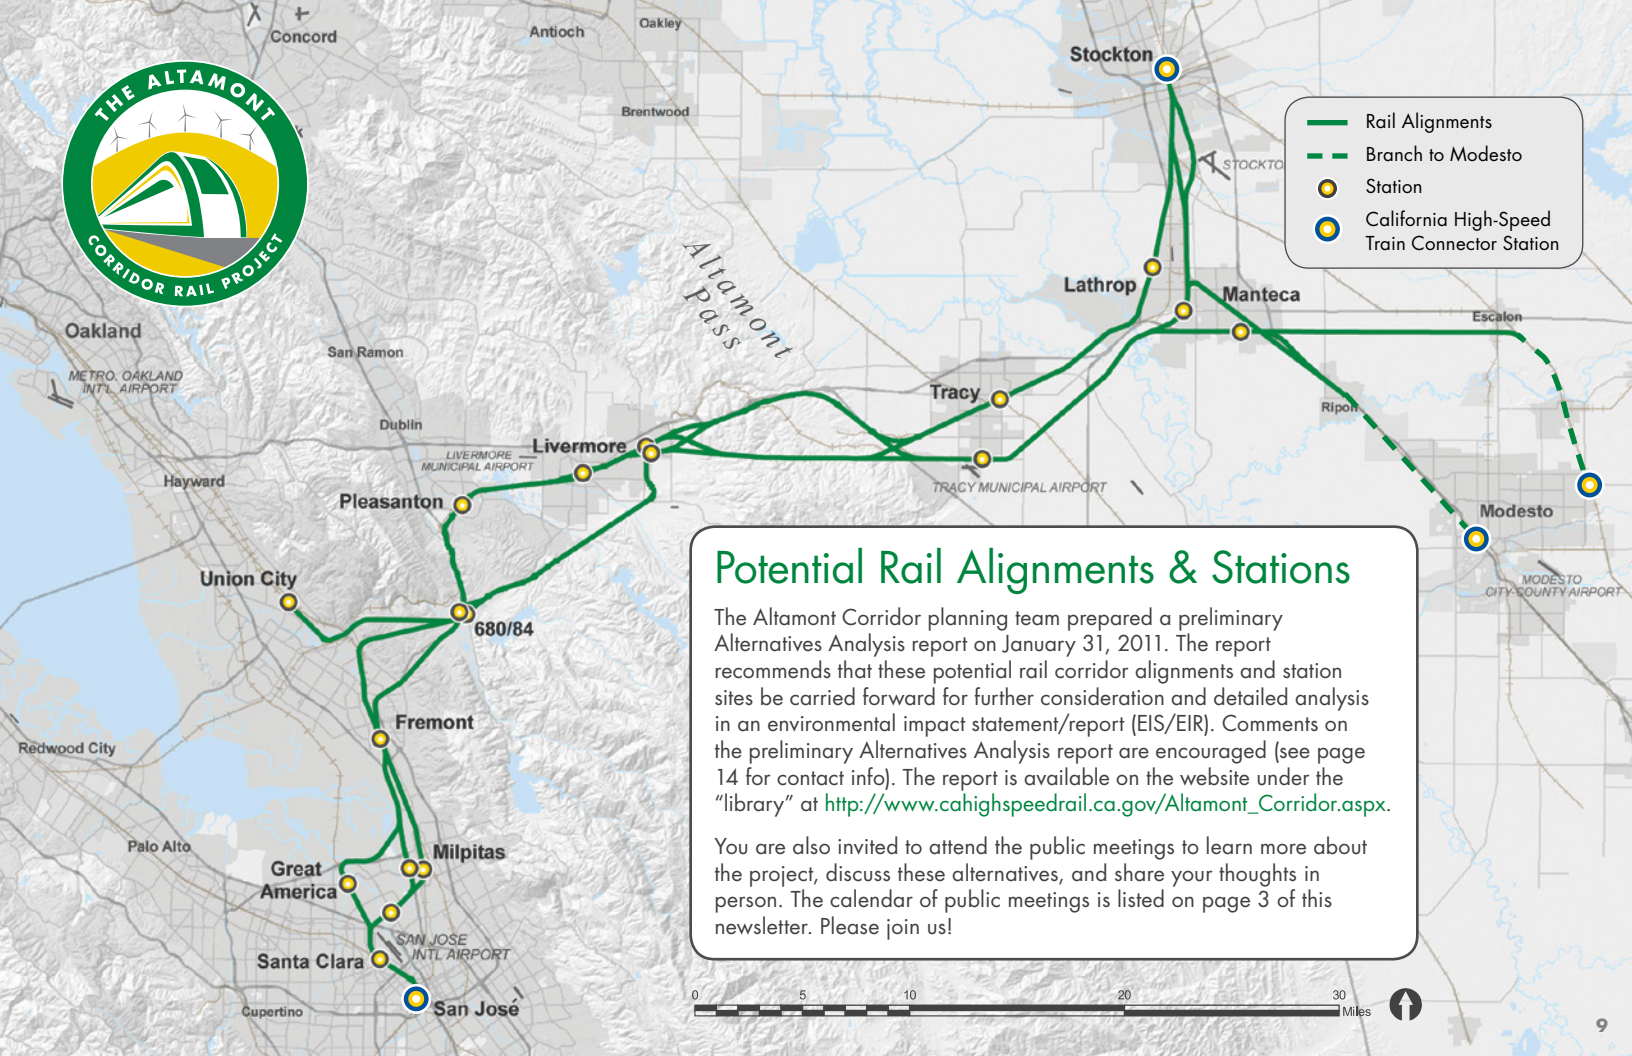 THE ALTAMONT
CORRIDOR RAIL PROJECT
Concord
Antioch
Oakley
Brentwood
Stockton
Rail Alignments
Branch to Modesto
Station
California High-Speed
Train Connector Station
Altamont
Pass
Lathrop
Manteca
Escalon
Oakland
San Ramon
METRO. OAKLAND
INT'L. AIRPORT
Dublin
Tracy
Ripon
Livermore
LIVERMORE
MUNICIPAL AIRPORT
Hayward
Pleasanton
TRACY MUNICIPAL AIRPORT
Modesto
MODESTO
CITY-COUNTY AIRPORT
Union City
680/84
Fremont
Redwood City
Palo Alto
Milpitas
Great
America
SAN JOSE
INTL AIRPORT
Santa Clara
San José
Cupertino
Potential Rail Alignments & Stations
The Altamont Corridor planning team prepared a preliminary
Alternatives Analysis report on January 31, 2011. The report
recommends that these potential rail corridor alignments and station
sites be carried forward for further consideration and detailed analysis
in an environmental impact statement/report (EIS/EIR). Comments on
the preliminary Alternatives Analysis report are encouraged (see page
14 for contact info). The report is available on the website under the
“library” at http://www.cahighspeedrail.ca.gov/Altamont_Corridor.aspx.
You are also invited to attend the public meetings to learn more about
the project, discuss these alternatives, and share your thoughts in
person. The calendar of public meetings is listed on page 3 of this
newsletter. Please join us!
0 5 10 20 30
Miles
9